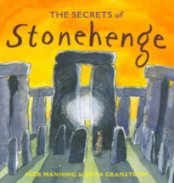 THE SECRETS of
Stonehenge
MICK MANNING & BRITA GRANSTRÖM